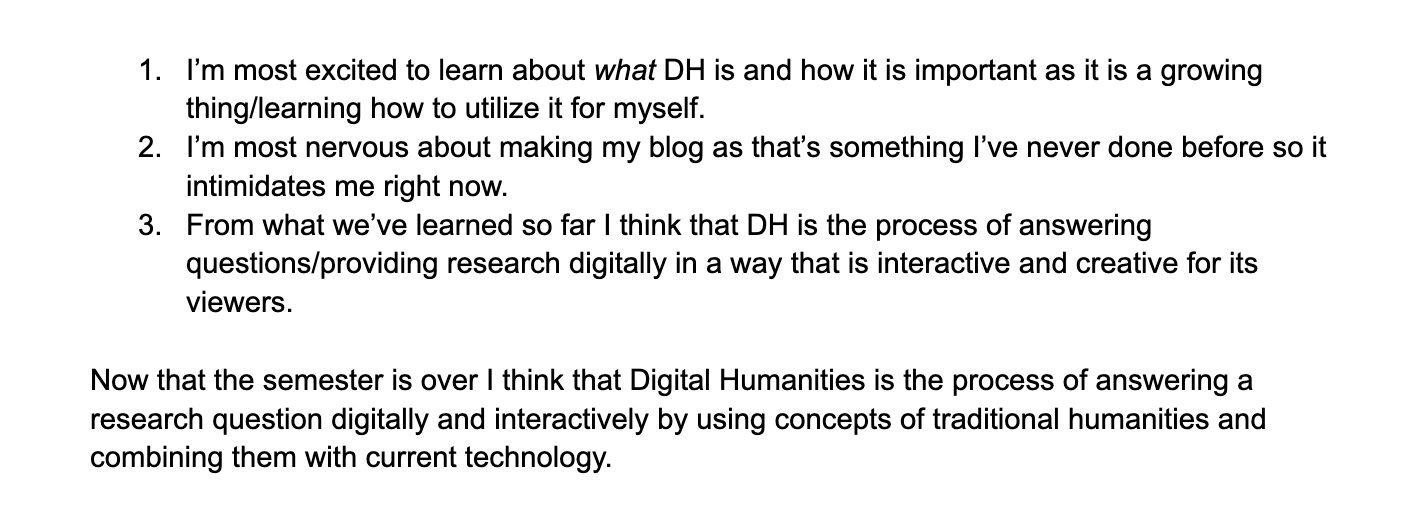 1. I’m most excited to learn about what DH is and how it is important as it is a growing
thing/learning how to utilize it for myself.
2. I’m most nervous about making my blog as that’s something I’ve never done before so it
intimidates me right now.
3. From what we’ve learned so far I think that DH is the process of answering
questions/providing research digitally in a way that is interactive and creative for its
viewers.
Now that the semester is over I think that Digital Humanities is the process of answering a
research question digitally and interactively by using concepts of traditional humanities and
combining them with current technology.